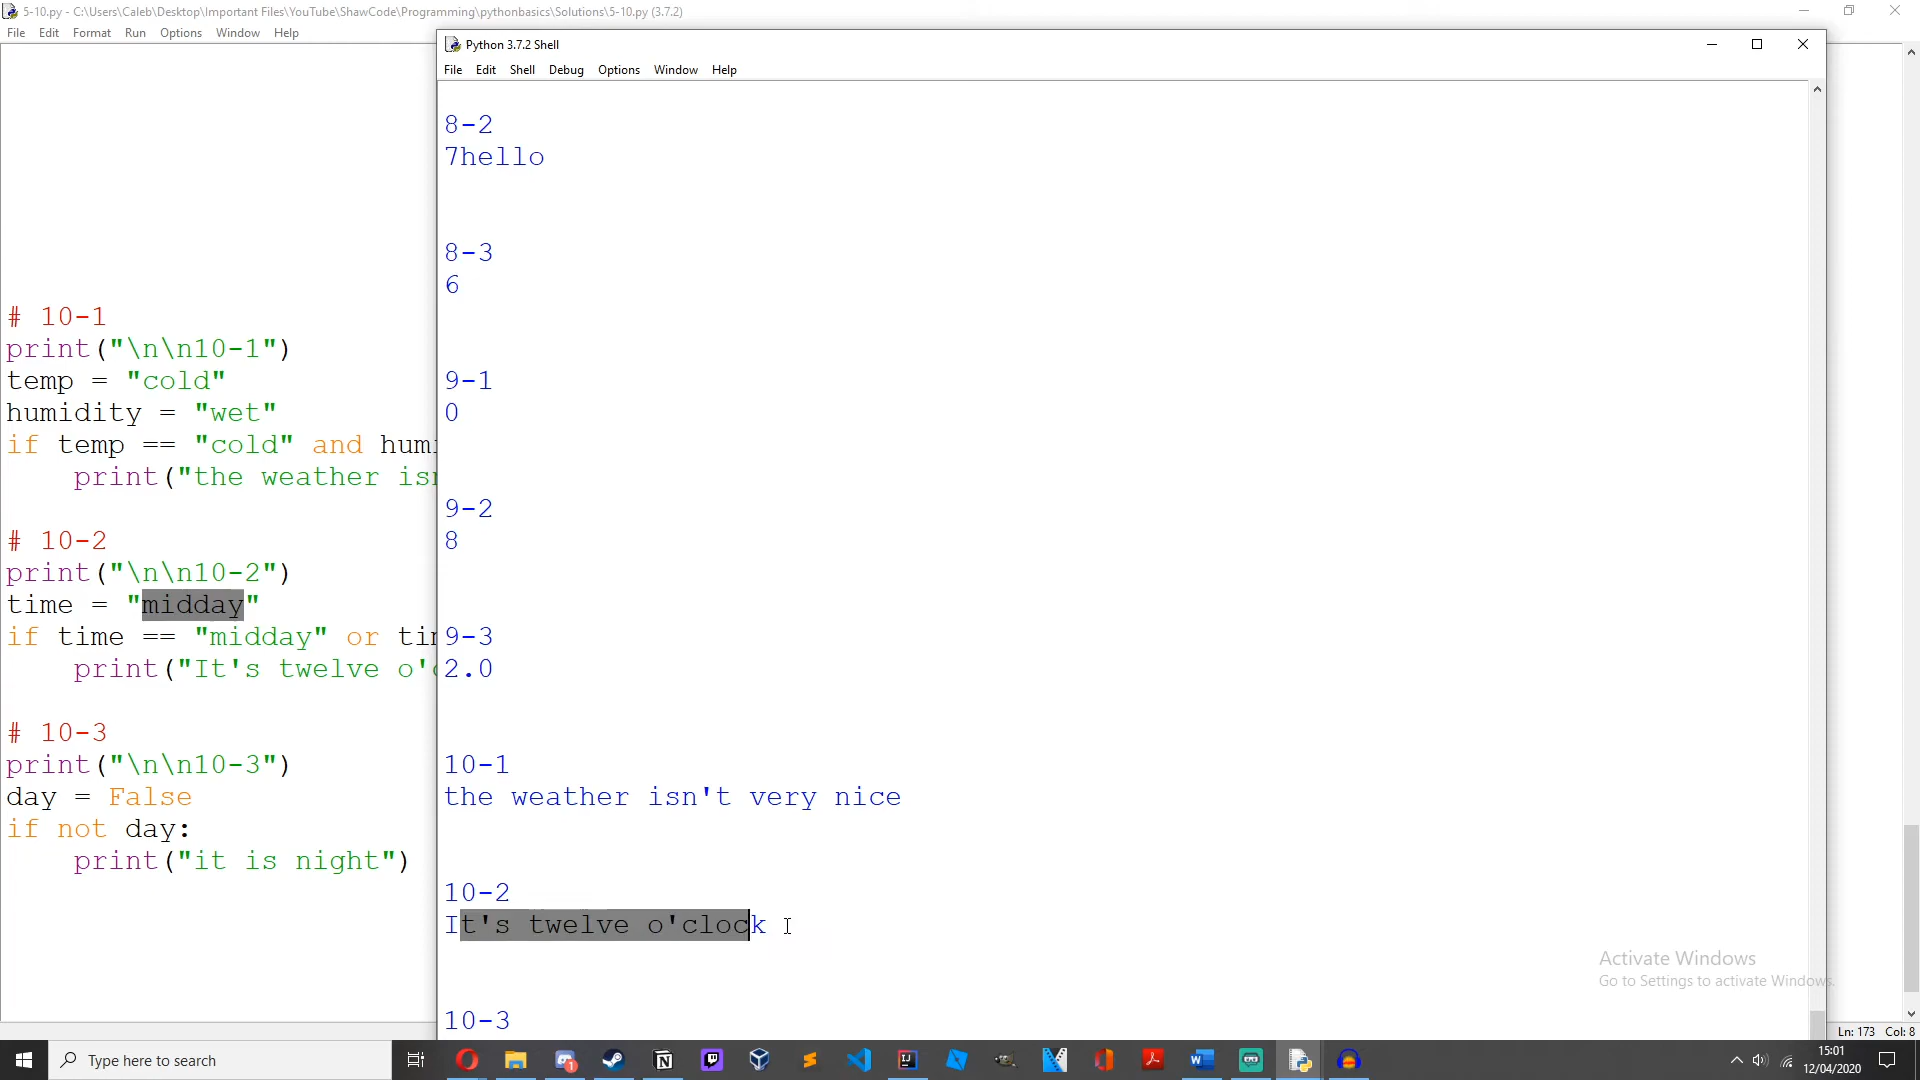 5-10.py - C:\Users\Caleb\Desktop\Important Files\YouTube\ShawCode\Programming\pythonbasics\Solutions\5-10.py (3.7.2)
File Edit Format Run Options Window Help
# 10-1
print("\n\n10-1")
temp = "cold"
humidity = "wet"
if temp == "cold" and humi
print("the weather isn
# 10-2
print("\n\n10-2")
time = "midday"
if time == "midday" or tim
print("It's twelve o'c
# 10-3
print("\n\n10-3")
day = False
if not day:
print("it is night")
Python 3.7.2 Shell
File Edit Shell Debug Options Window Help
8-2
7hello
8-3
6
9-1
0
9-2
8
9-3
2.0
10-1
the weather isn't very nice
10-2
It's twelve o'clock
10-3
Activate Windows
Go to Settings to activate Windows.
Ln: 173 Col: 8
Type here to search
15:01
12/04/2020